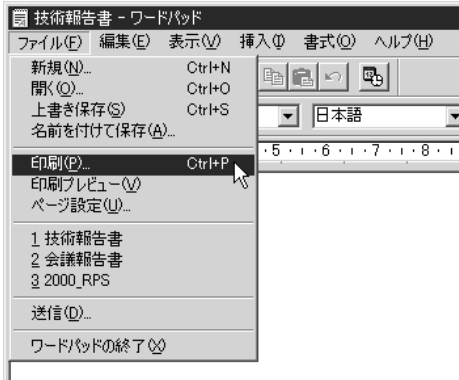 技術報告書 - ワードパッド
ファイル(F) 編集(E) 表示(V) 挿入(I) 書式(O) ヘルプ(H)
新規(N)... Ctrl+N
開く(O)... Ctrl+O
上書き保存(S) Ctrl+S
名前を付けて保存(A)...
日本語
印刷(P)... Ctrl+P
·5·ı·6·ı·7·ı·8·ı
印刷プレビュー(V)
ページ設定(U)...
1 技術報告書
2 会議報告書
3 2000_RPS
送信(D)...
ワードパッドの終了(X)